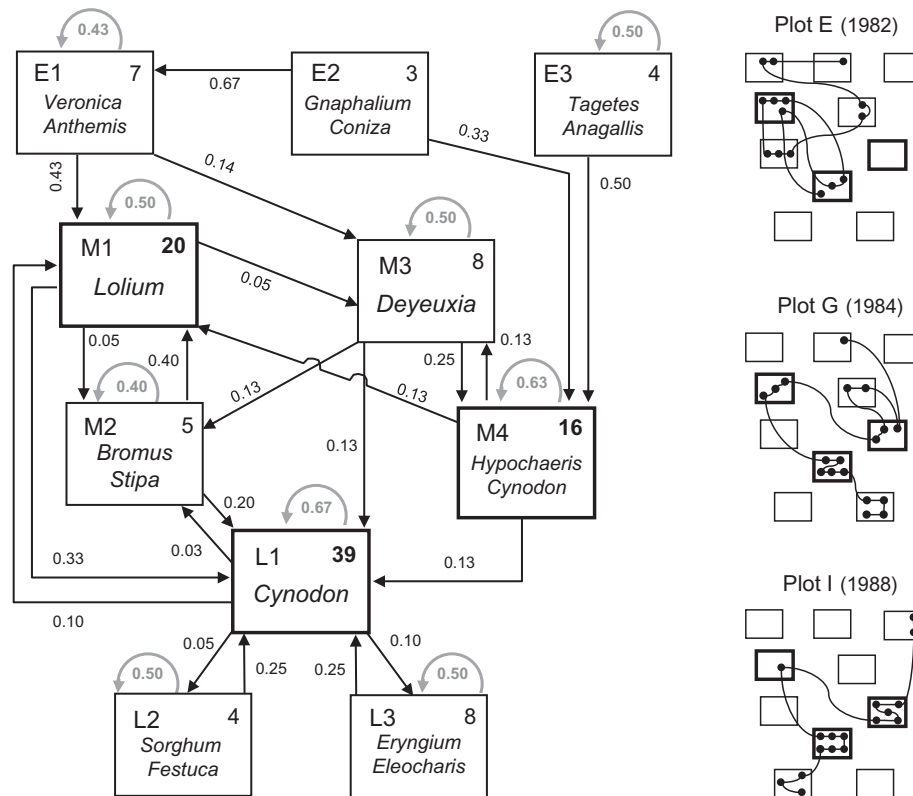 0.43
0.50
Plot E (1982)
E1 7
Veronica
Anthemis
0.67
E2 3
Gnaphalium
Coniza
E3 4
Tagetes
Anagallis
0.33
0.43
0.14
0.50
0.50
0.50
M1 20
Lolium
M3 8
Deyeuxia
0.05
Plot G (1984)
0.05
0.40
0.40
0.13
0.13
0.25
0.13
0.63
M2 5
Bromus
Stipa
M4 16
Hypochaeris
Cynodon
0.13
0.20
0.67
0.03
0.33
L1 39
Cynodon
0.13
0.10
Plot I (1988)
0.05
0.25
0.25
0.10
0.50
0.50
L2 4
Sorghum
Festuca
L3 8
Eryngium
Eleocharis